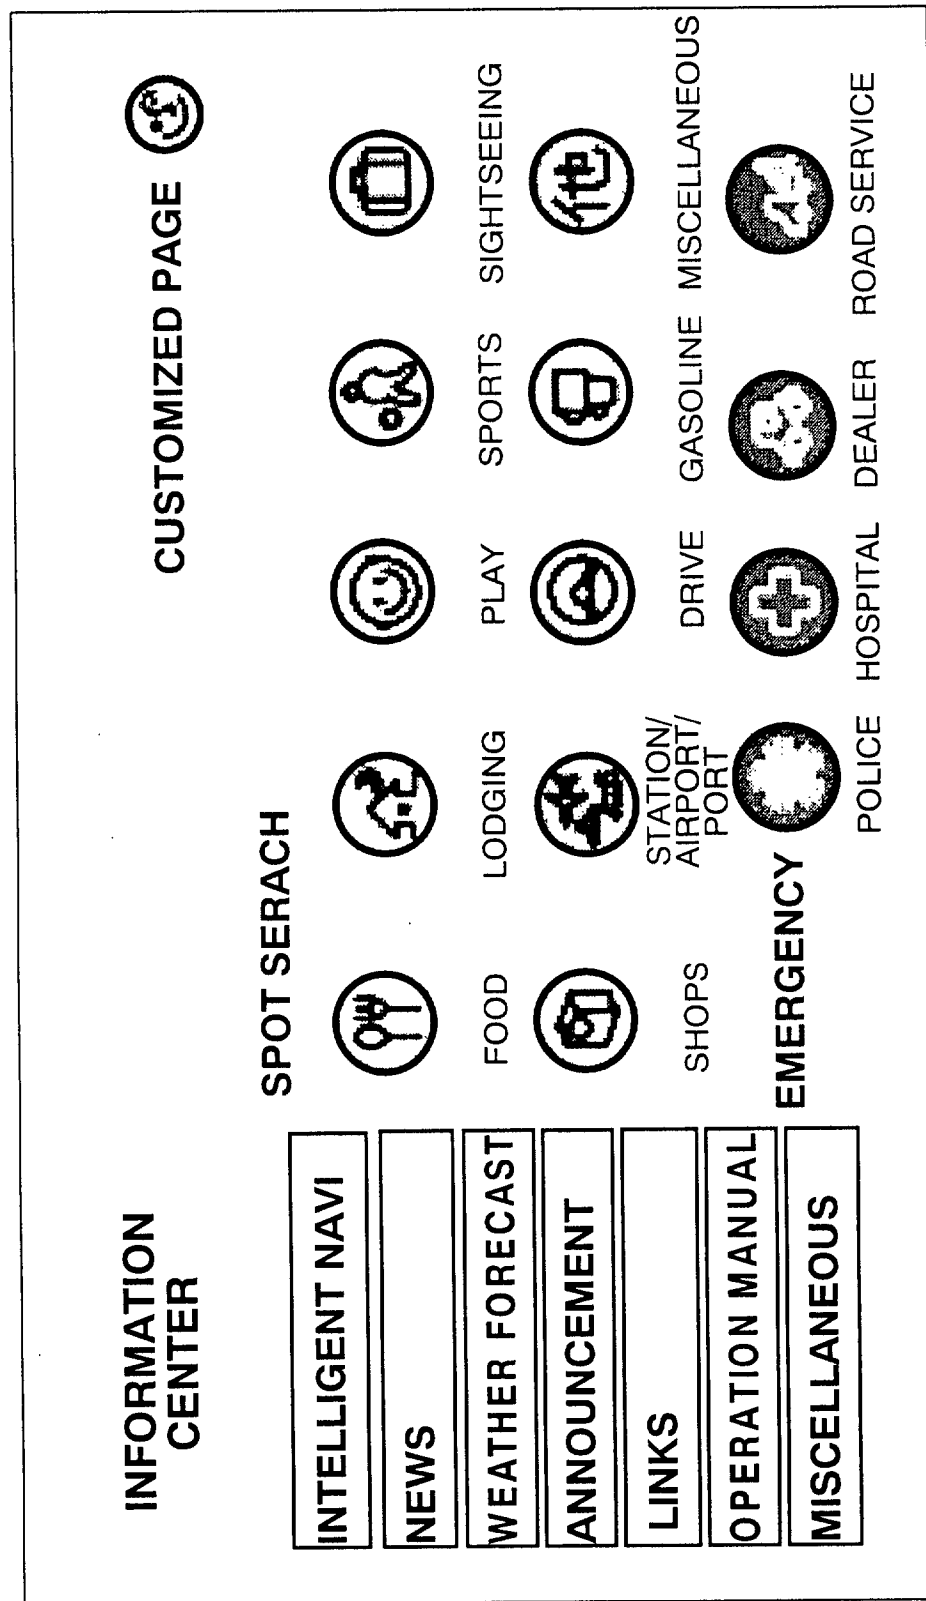 INFORMATION
CENTER
CUSTOMIZED PAGE
INTELLIGENT NAVI
NEWS
WEATHER FORECAST
ANNOUNCEMENT
LINKS
OPERATION MANUAL
MISCELLANEOUS
SPOT SERACH
FOOD
LODGING
PLAY
SPORTS
SIGHTSEEING
他
SHOPS
STATION/
AIRPORT/
PORT
DRIVE
GASOLINE
MISCELLANEOUS
EMERGENCY
POLICE
HOSPITAL
DEALER
ROAD SERVICE